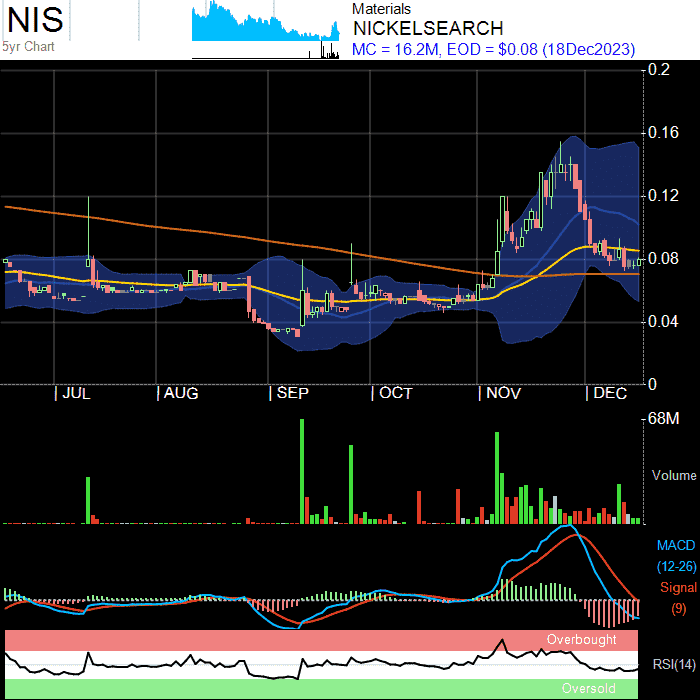 NIS
5yr Chart
Materials
NICKELSEARCH
MC = 16.2M, EOD = $0.08 (18Dec2023)
0.2
0.16
0.12
0.08
0.04
0
JUL
AUG
SEP
OCT
NOV
DEC
68M
Volume
MACD
(12-26)
Signal
(9)
Overbought
RSI(14)
Oversold